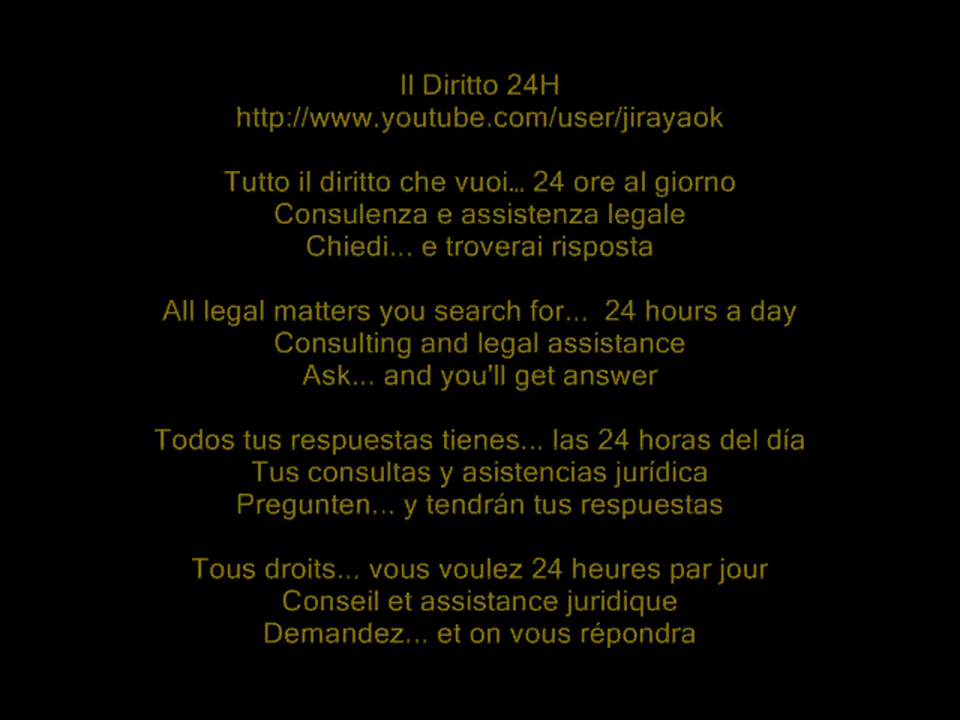 Il Diritto 24H
http://www.youtube.com/user/jirayaok
Tutto il diritto che vuoi... 24 ore al giorno
Consulenza e assistenza legale
Chiedi... e troverai risposta
All legal matters you search for...  24 hours a day
Consulting and legal assistance
Ask... and you'll get answer
Todos tus respuestas tienes... las 24 horas del día
Tus consultas y asistencias jurídica
Pregunten... y tendrán tus respuestas
Tous droits... vous voulez 24 heures par jour
Conseil et assistance juridique
Demandez... et on vous répondra